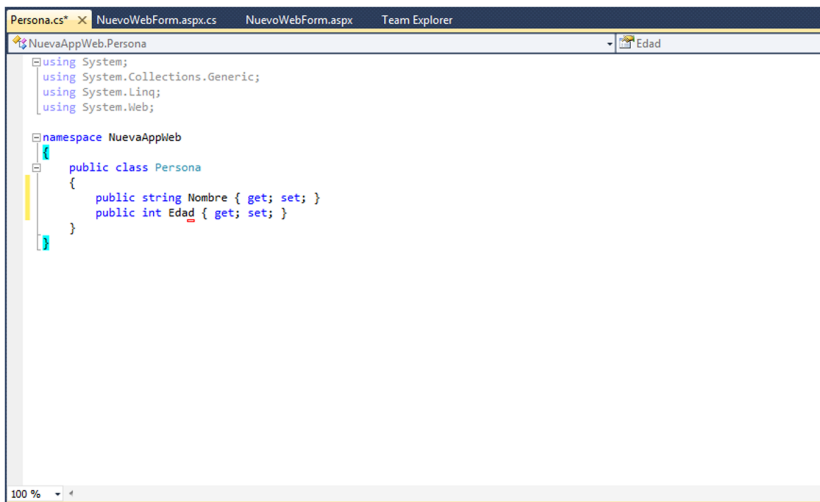 Persona.cs* NuevoWebForm.aspx.cs NuevoWebForm.aspx Team Explorer
NuevaAppWeb.Persona Edad
using System;
using System.Collections.Generic;
using System.Linq;
using System.Web;
namespace NuevaAppWeb
{
public class Persona
{
public string Nombre { get; set; }
public int Edad { get; set; }
}
}
100 %